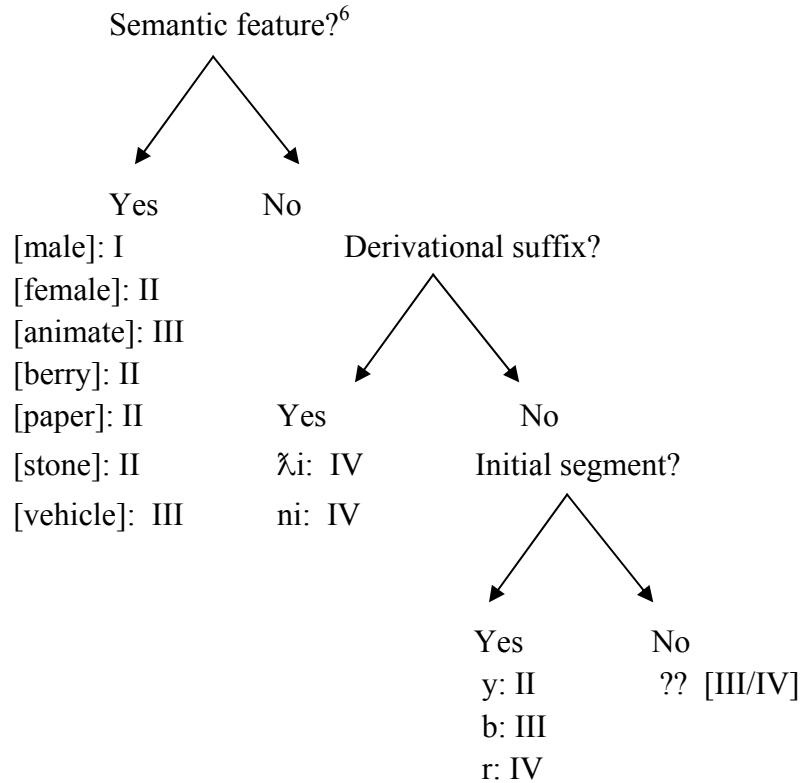 Semantic feature?⁶
Yes No
[male]: I Derivational suffix?
[female]: II
[animate]: III
[berry]: II
[paper]: II Yes No
[stone]: II ƛ̃i: IV Initial segment?
[vehicle]: III ni: IV
Yes No
y: II ?? [III/IV]
b: III
r: IV